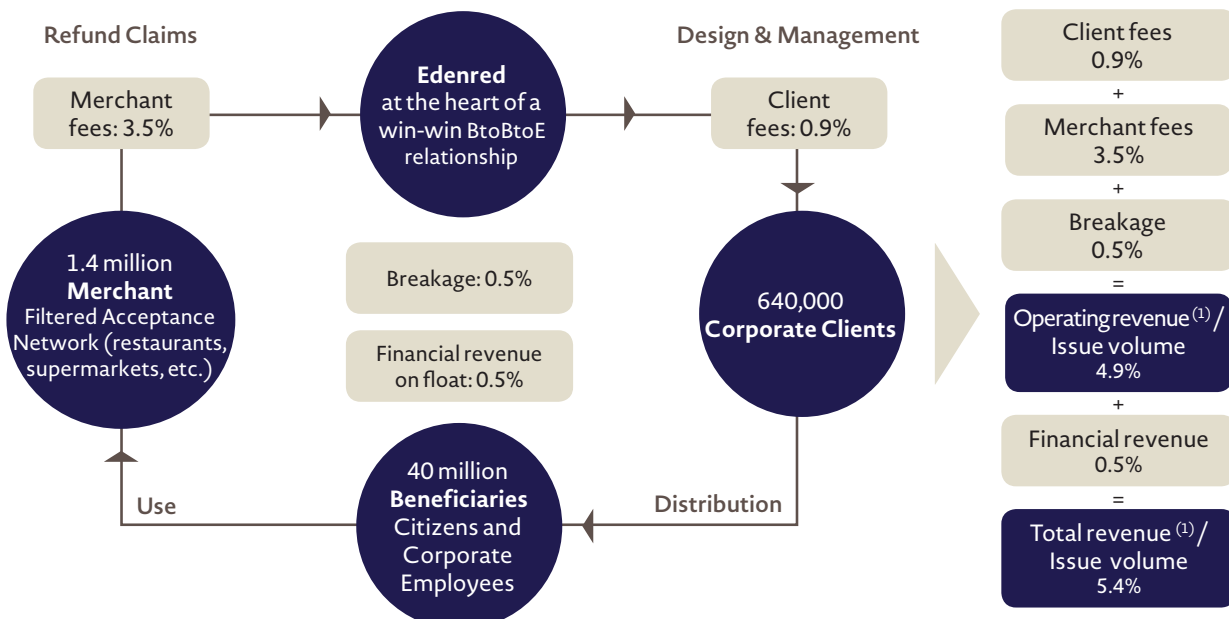 Refund Claims
Merchant
fees: 3.5%
Edenred
at the heart of a
win-win BtoBtoE
relationship
Design & Management
Client
fees: 0.9%
1.4 million
Merchant
Filtered Acceptance
Network (restaurants,
supermarkets, etc.)
Breakage: 0.5%
Financial revenue
on float: 0.5%
640,000
Corporate Clients
Use
40 million
Beneficiaries
Citizens and
Corporate
Employees
Distribution
Client fees
0.9%
+
Merchant fees
3.5%
+
Breakage
0.5%
=
Operating revenue (1)/
Issue volume
4.9%
+
Financial revenue
0.5%
=
Total revenue (1)/
Issue volume
5.4%